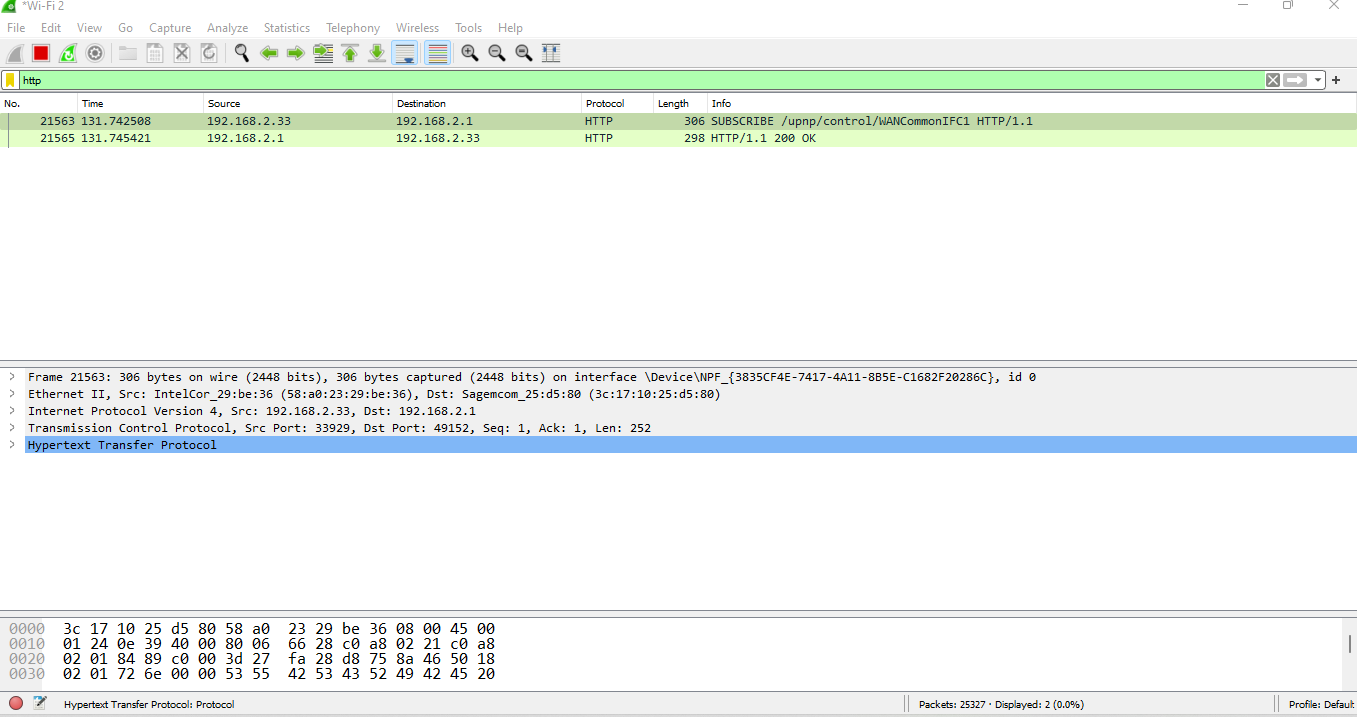 *Wi-Fi 2
File Edit View Go Capture Analyze Statistics Telephony Wireless Tools Help
http
No. Time Source Destination Protocol Length Info
21563 131.742508 192.168.2.33 192.168.2.1 HTTP 306 SUBSCRIBE /upnp/control/WANCommonIFC1 HTTP/1.1
21565 131.745421 192.168.2.1 192.168.2.33 HTTP 298 HTTP/1.1 200 OK
Frame 21563: 306 bytes on wire (2448 bits), 306 bytes captured (2448 bits) on interface \Device\NPF_{3835CF4E-7417-4A11-8B5E-C1682F20286C}, id 0
Ethernet II, Src: IntelCor_29:be:36 (58:a0:23:29:be:36), Dst: Sagemcom_25:d5:80 (3c:17:10:25:d5:80)
Internet Protocol Version 4, Src: 192.168.2.33, Dst: 192.168.2.1
Transmission Control Protocol, Src Port: 33929, Dst Port: 49152, Seq: 1, Ack: 1, Len: 252
Hypertext Transfer Protocol
0000 3c 17 10 25 d5 80 58 a0 23 29 be 36 08 00 45 00
0010 01 24 0e 39 40 00 80 06 66 28 c0 a8 02 21 c0 a8
0020 02 01 84 89 c0 00 3d 27 fa 28 d8 75 8a 46 50 18
0030 02 01 72 6e 00 00 53 55 42 53 43 52 49 42 45 20
Hypertext Transfer Protocol: Protocol
Packets: 25327 · Displayed: 2 (0.0%)
Profile: Default